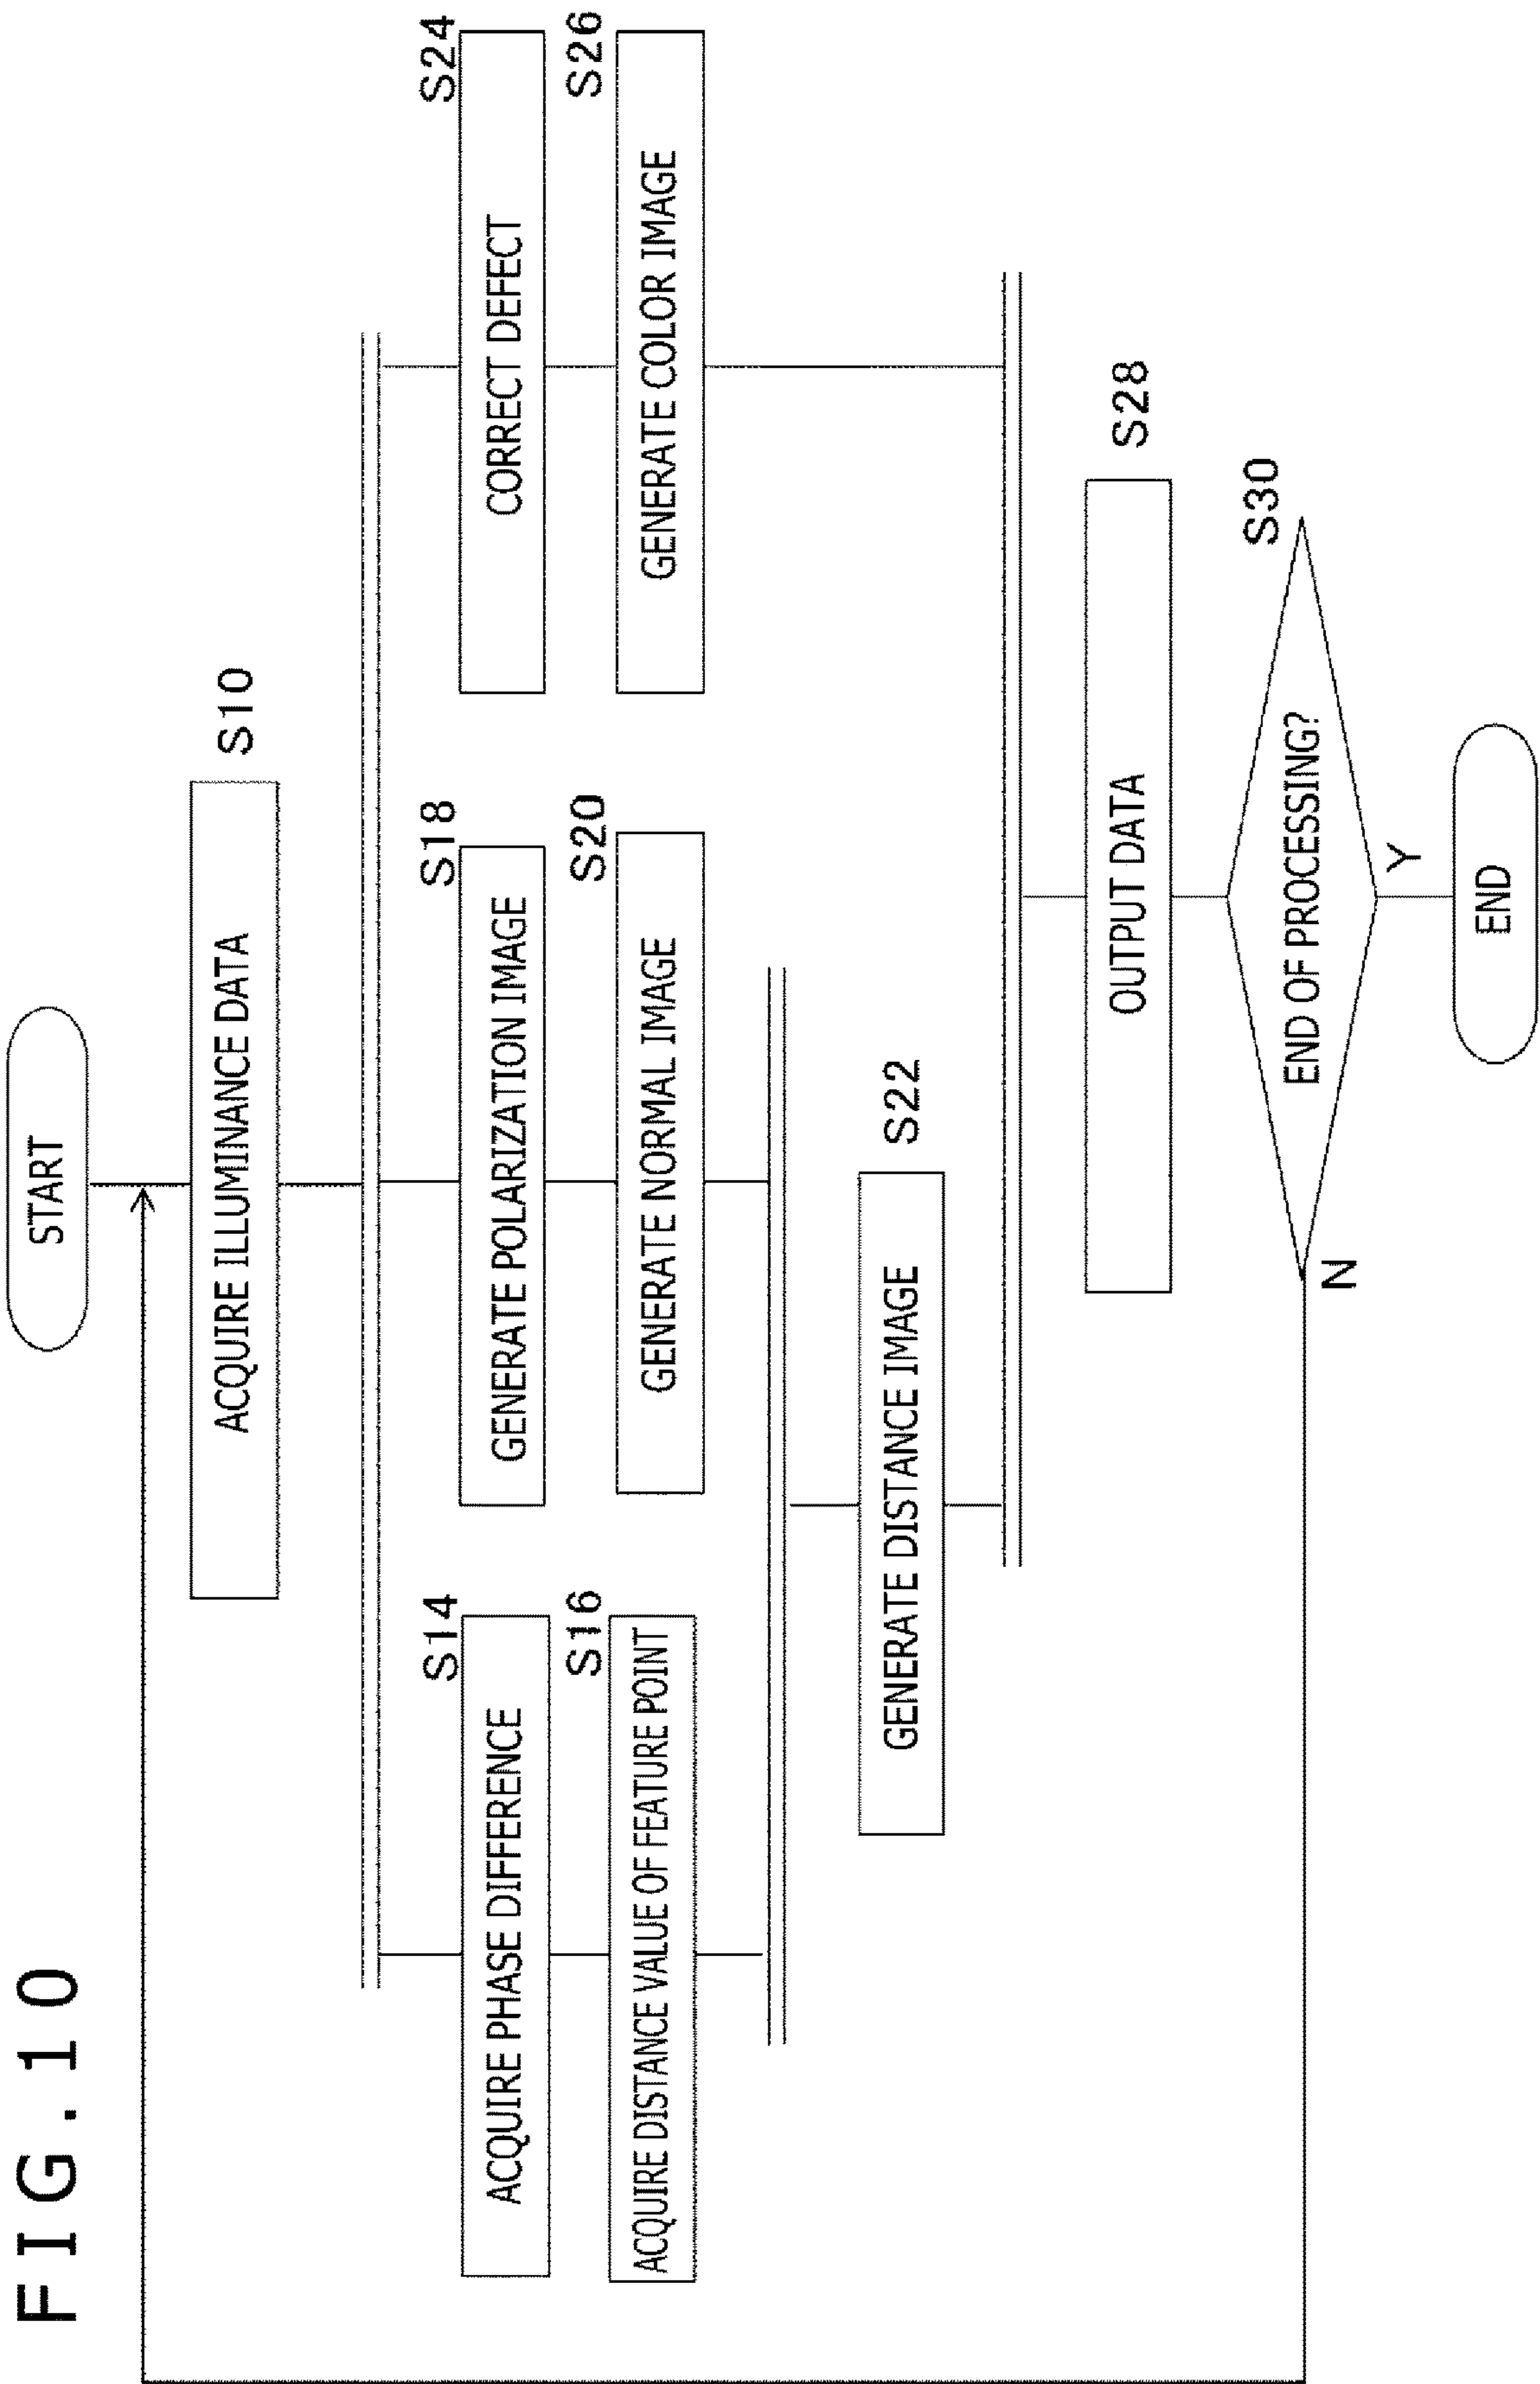 FIG.10
START
ACQUIRE ILLUMINANCE DATA
S10
S14
ACQUIRE PHASE DIFFERENCE
S16
ACQUIRE DISTANCE VALUE OF FEATURE POINT
S18
GENERATE POLARIZATION IMAGE
S20
GENERATE NORMAL IMAGE
S24
CORRECT DEFECT
S26
GENERATE COLOR IMAGE
S22
GENERATE DISTANCE IMAGE
OUTPUT DATA
S28
S30
END OF PROCESSING?
N
Y
END